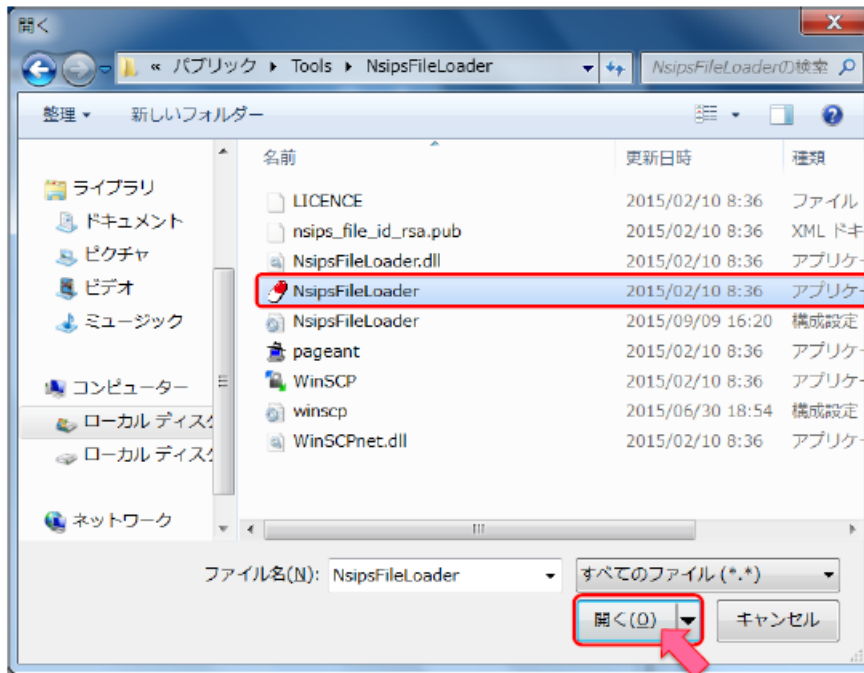 開く
« パブリック ▸ Tools ▸ NsipsFileLoader
NsipsFileLoaderの検索
整理 ▾ 新しいフォルダー
名前 更新日時 種類
ライブラリ
ドキュメント
ピクチャ
ビデオ
ミュージック
コンピューター
ローカル ディスク
ローカル ディスク
ネットワーク
LICENCE 2015/02/10 8:36 ファイル
nsips_file_id_rsa.pub 2015/02/10 8:36 XML ドキ
NsipsFileLoader.dll 2015/02/10 8:36 アプリケー
NsipsFileLoader 2015/02/10 8:36 アプリケー
NsipsFileLoader 2015/09/09 16:20 構成設定
pageant 2015/02/10 8:36 アプリケー
WinSCP 2015/02/10 8:36 アプリケー
winscp 2015/06/30 18:54 構成設定
WinSCPnet.dll 2015/02/10 8:36 アプリケー
ファイル名(N): NsipsFileLoader すべてのファイル (*.*)
開く(O) キャンセル